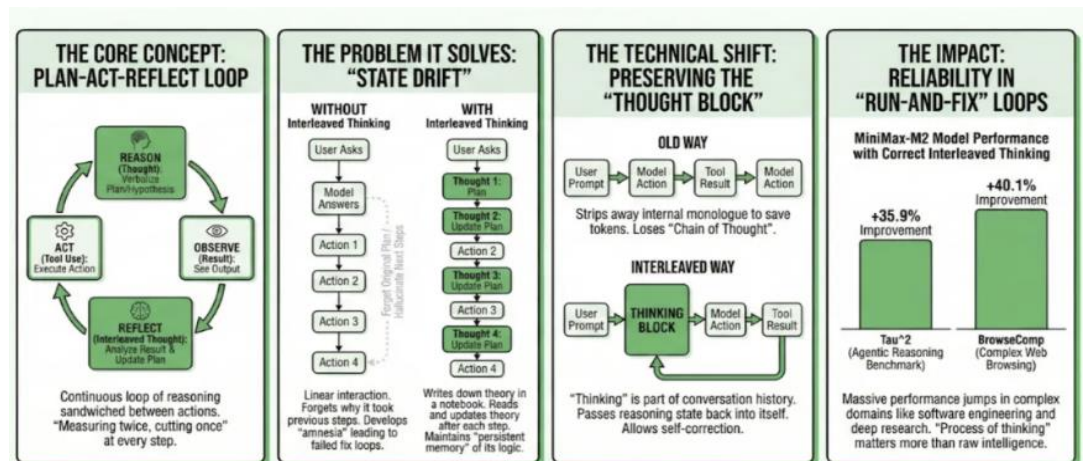 THE CORE CONCEPT:
PLAN-ACT-REFLECT LOOP
REASON
(Thought):
Verbalize
Plan/Hypothesis
ACT
(Tool Use):
Execute Action
OBSERVE
(Result):
See Output
REFLECT
(Interleaved Thought):
Analyze Result &
Update Plan
Continuous loop of reasoning
sandwiched between actions.
"Measuring twice, cutting once"
at every step.
THE PROBLEM IT SOLVES:
"STATE DRIFT"
WITHOUT
Interleaved Thinking
User Asks
Model
Answers
Action 1
Action 2
Action 3
Action 4
Forget Original Plan /
Hallucinate Next Steps
Linear interaction.
Forgets why it took
previous steps. Develops
"amnesia" leading to
failed fix loops.
WITH
Interleaved Thinking
User Asks
Thought 1:
Plan
Thought 2:
Update Plan
Action 2
Thought 3:
Update Plan
Action 3
Thought 4:
Update Plan
Action 4
Writes down theory in
a notebook. Reads
and updates theory
after each step.
Maintains "persistent
memory" of its logic.
THE TECHNICAL SHIFT:
PRESERVING THE
"THOUGHT BLOCK"
OLD WAY
User
Prompt
Model
Action
Tool
Result
Model
Action
Strips away internal monologue to save
tokens. Loses "Chain of Thought".
INTERLEAVED WAY
User
Prompt
THINKING
BLOCK
Model
Action
Tool
Result
"Thinking" is part of conversation history.
Passes reasoning state back into itself.
Allows self-correction.
THE IMPACT:
RELIABILITY IN
"RUN-AND-FIX" LOOPS
MiniMax-M2 Model Performance
with Correct Interleaved Thinking
+35.9%
Improvement
+40.1%
Improvement
Tau^2
(Agentic Reasoning
Benchmark)
BrowseComp
(Complex Web
Browsing)
Massive performance jumps in complex
domains like software engineering and
deep research. "Process of thinking"
matters more than raw intelligence.